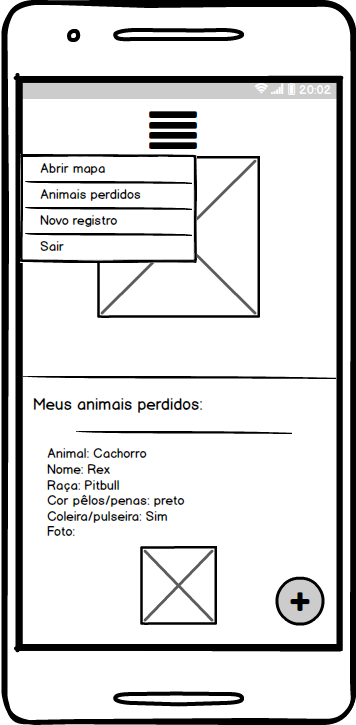 20:02
Abrir mapa
Animais perdidos
Novo registro
Sair
Meus animais perdidos:
Animal: Cachorro
Nome: Rex
Raça: Pitbull
Cor pêlos/penas: preto
Coleira/pulseira: Sim
Foto: